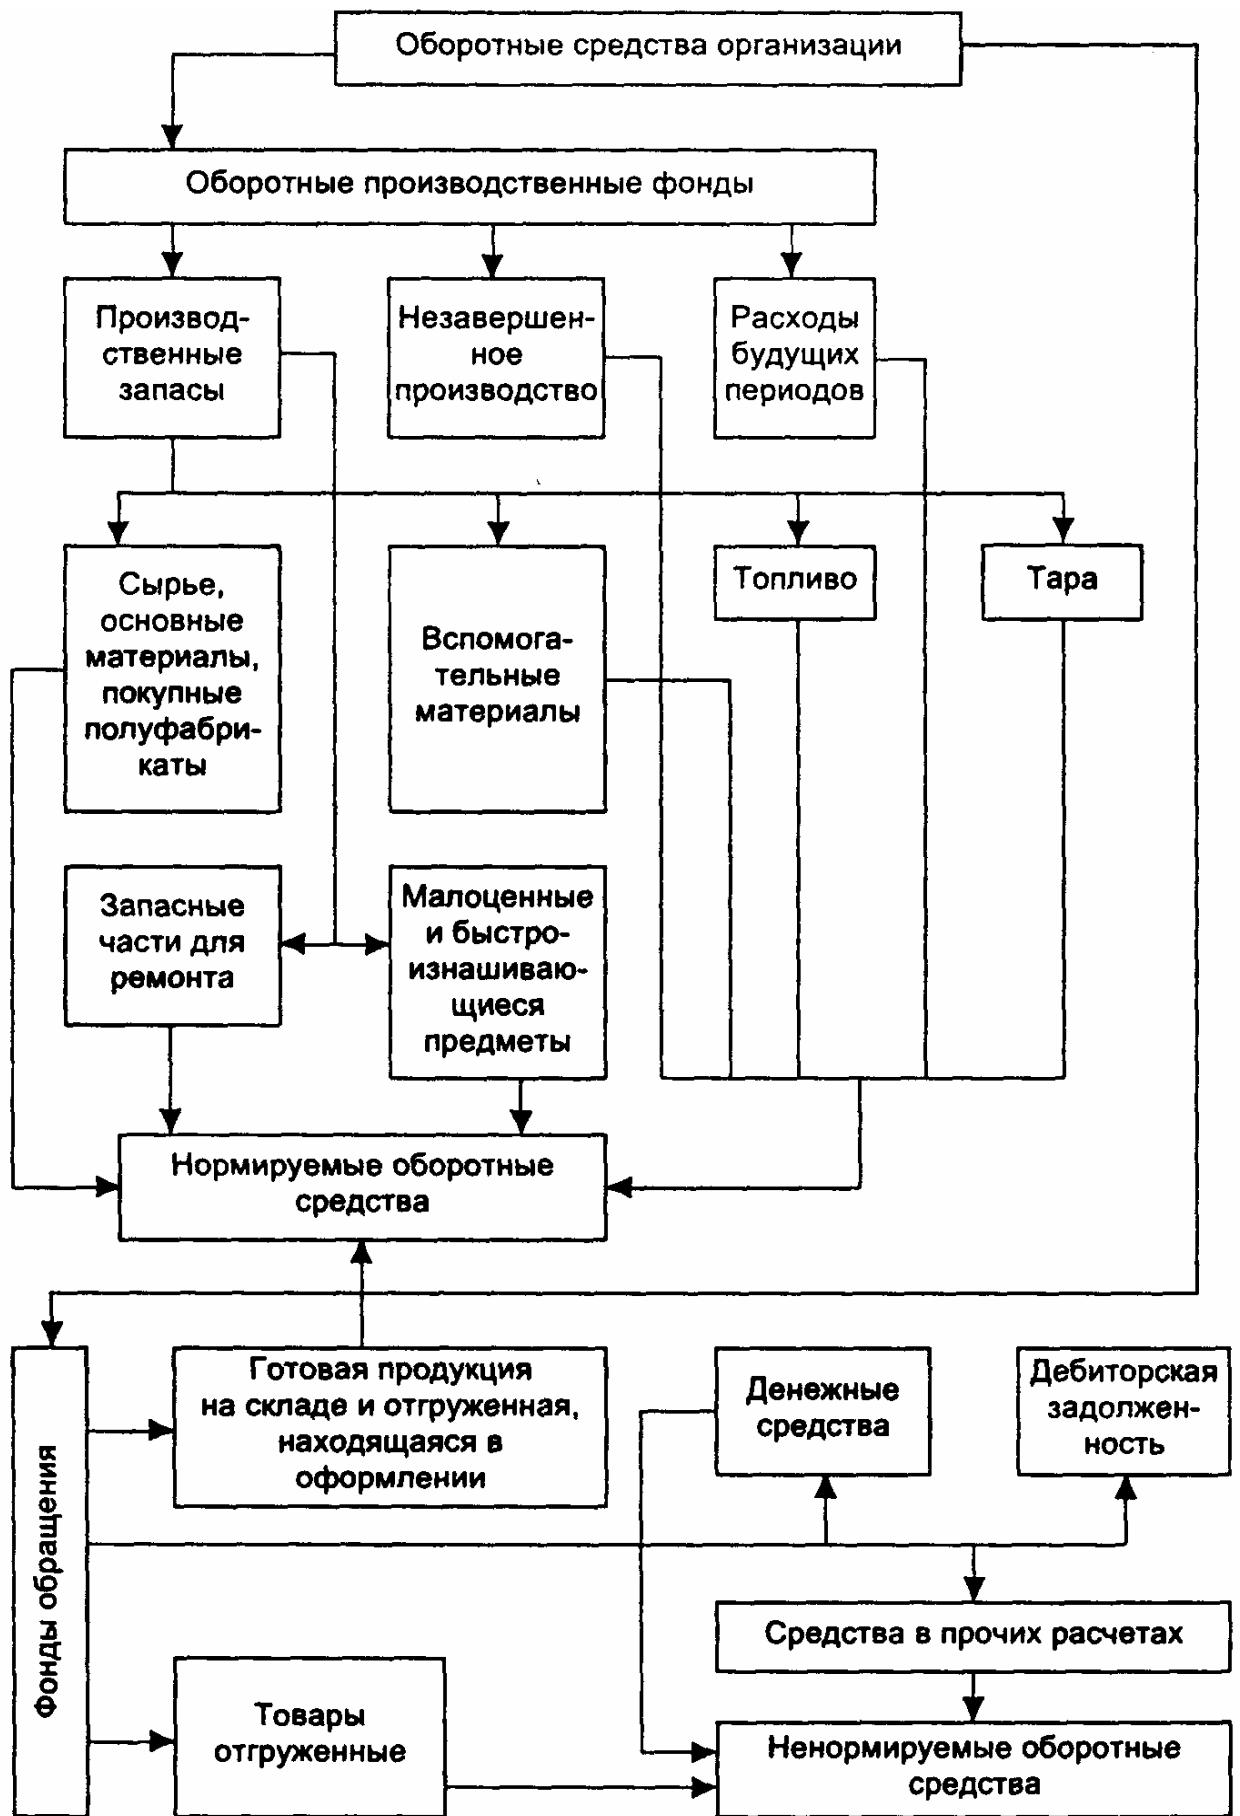 Оборотные средства организации
Оборотные производственные фонды
Производ-
ственные
запасы
Незавершен-
ное
производство
Расходы
будущих
периодов
Сырье,
основные
материалы,
покупные
полуфабри-
каты
Вспомога-
тельные
материалы
Топливо
Тара
Запасные
части для
ремонта
Малоценные
и быстро-
изнашиваю-
щиеся
предметы
Нормируемые оборотные
средства
Фонды обращения
Готовая продукция
на складе и отгруженная,
находящаяся в
оформлении
Денежные
средства
Дебиторская
задолжен-
ность
Средства в прочих расчетах
Товары
отгруженные
Ненормируемые оборотные
средства